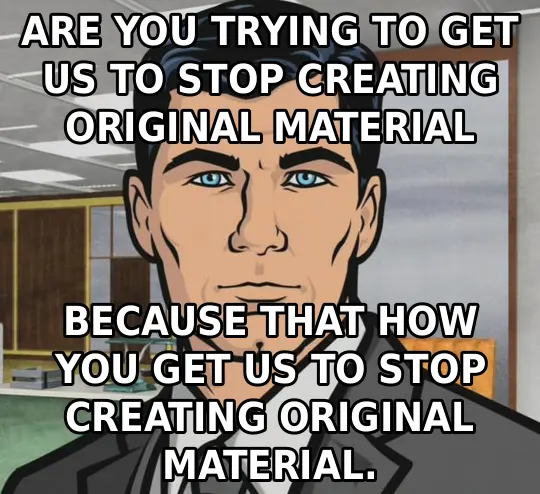 ARE YOU TRYING TO GET
US TO STOP CREATING
ORIGINAL MATERIAL
BECAUSE THAT HOW
YOU GET US TO STOP
CREATING ORIGINAL
MATERIAL.